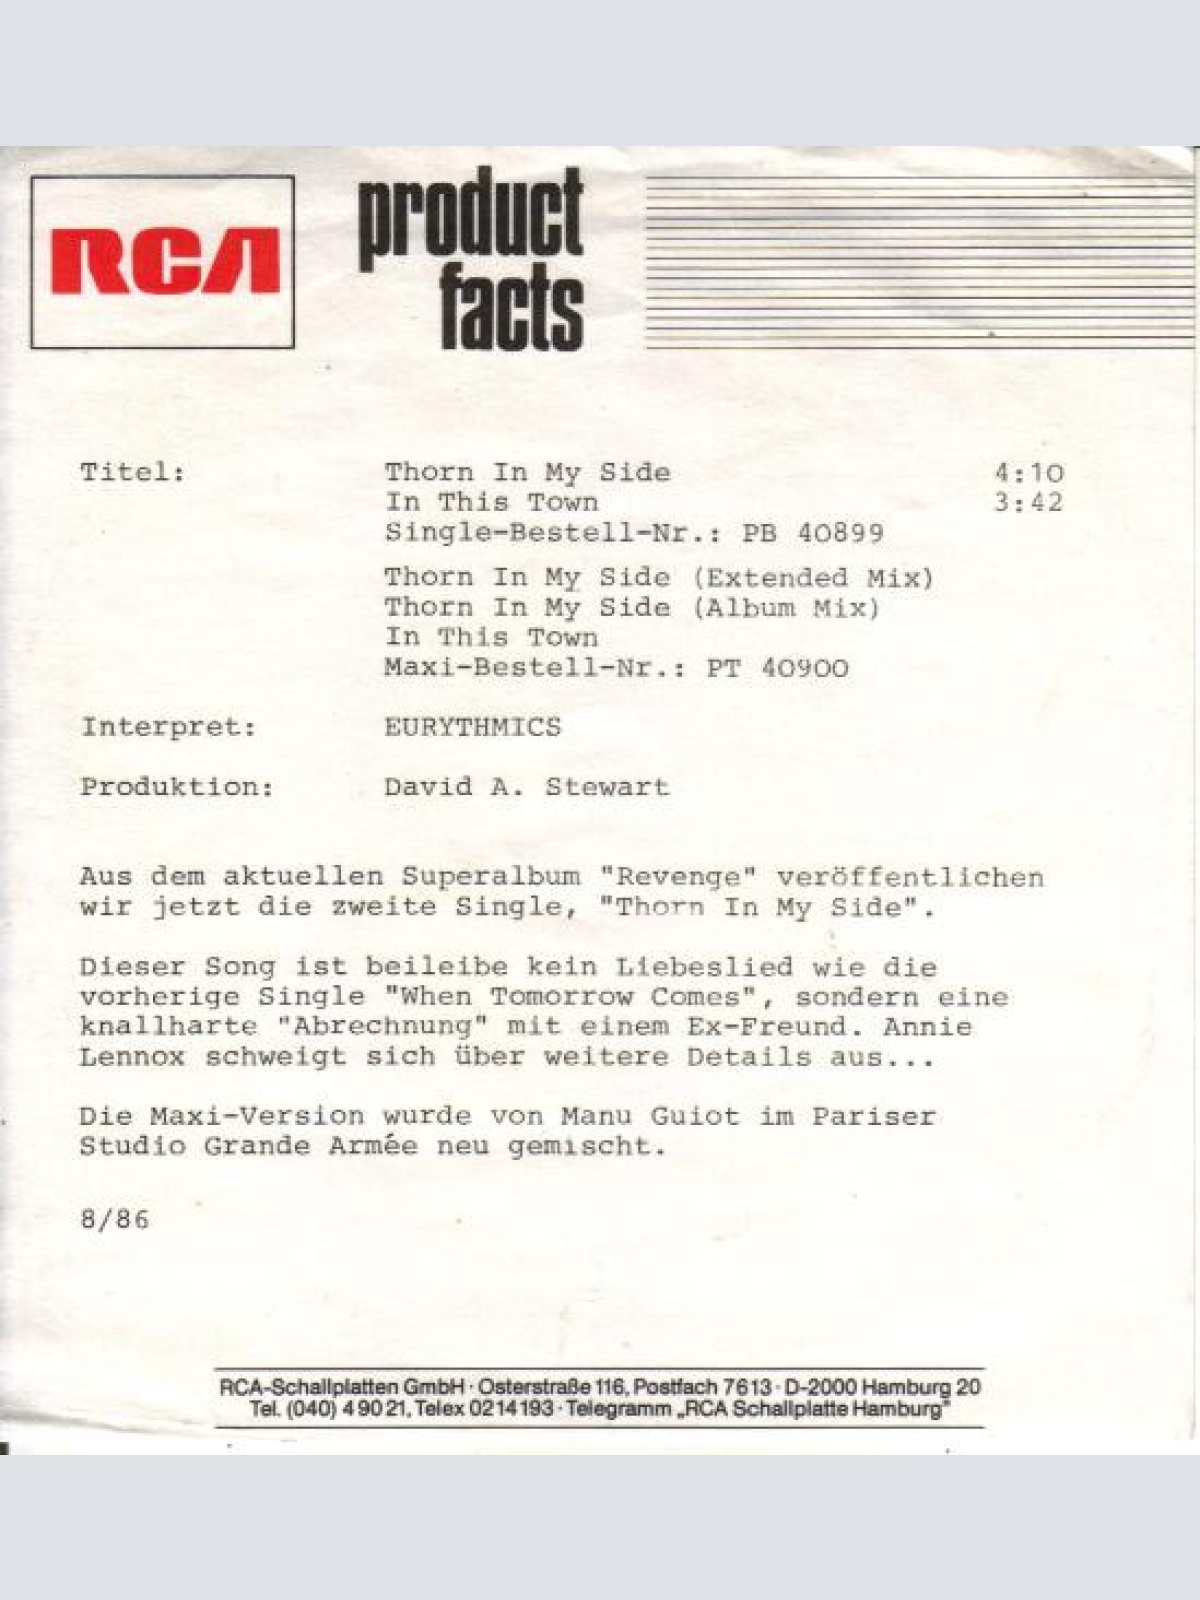 RCA
product
facts
Titel: Thorn In My Side 4:10
In This Town 3:42
Single-Bestell-Nr.: PB 40899
Thorn In My Side (Extended Mix)
Thorn In My Side (Album Mix)
In This Town
Maxi-Bestell-Nr.: PT 40900
Interpret: EURYTHMICS
Produktion: David A. Stewart
Aus dem aktuellen Superalbum "Revenge" veröffentlichen
wir jetzt die zweite Single, "Thorn In My Side".
Dieser Song ist beileibe kein Liebeslied wie die
vorherige Single "When Tomorrow Comes", sondern eine
knallharte "Abrechnung" mit einem Ex-Freund. Annie
Lennox schweigt sich über weitere Details aus...
Die Maxi-Version wurde von Manu Guiot im Pariser
Studio Grande Armée neu gemischt.
8/86
RCA-Schallplatten GmbH · Osterstraße 116, Postfach 7613 · D-2000 Hamburg 20
Tel. (040) 4 90 21, Telex 0214193 · Telegramm „RCA Schallplatte Hamburg"